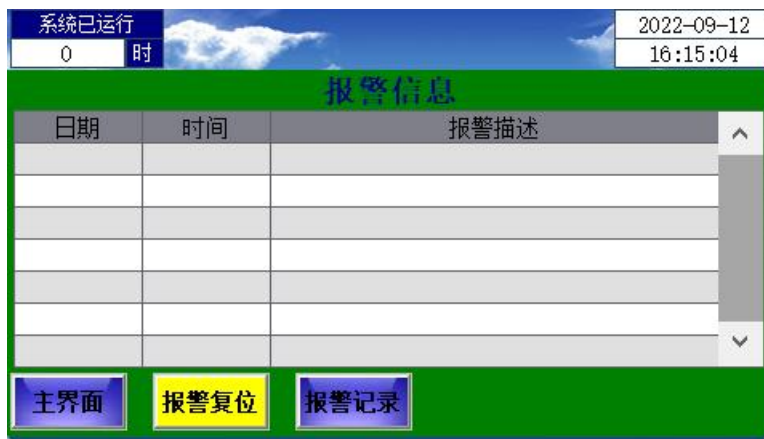 系统已运行
0 时
2022-09-12
16:15:04
报警信息
日期 时间 报警描述
主界面 报警复位 报警记录